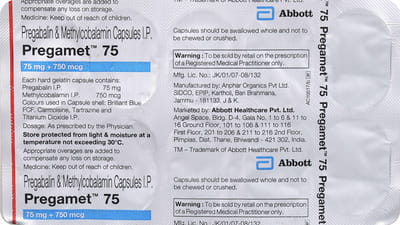 Appropriate overages are added to
compensate any loss on storage.
Medicine: Keep out of reach of children.
Pregabalin & Methylcobalamin Capsules I.P.
Pregamet™ 75
75 mg + 750 mcg
Each hard gelatin capsule contains:
Pregabalin I.P. 75 mg
Methylcobalamin I.P. 750 mcg
Colours used in Capsule shell: Brilliant Blue
FCF, Carmoisine, Tartrazine and
Titanium Dioxide I.P.
Dosage: As prescribed by the Physician.
Store protected from light & moisture at a
temperature not exceeding 30°C.
Appropriate overages are added to
compensate any loss on storage.
Medicine: Keep out of reach of children.
Pregabalin & Methylcobalamin Capsules I.P.
Pregamet™ 75
75 mg + 750 mcg
TM – Trademark of Abbott Healthcare Pvt. Ltd.
Abbott
Capsules should be swallowed whole and not to
be chewed or crushed.
Warning : To be sold by retail on the prescription
of a Registered Medical Practitioner only.
Mfg. Lic. No.: JK/01/07-08/132
Manufactured by: Anphar Organics Pvt Ltd.
SIDCO, EPIP, Kartholi, Bari Brahmana,
Jammu - 181133, J & K.
Marketed by: Abbott Healthcare Pvt. Ltd.
Angel Space, Bldg. D-4, Gala No. 1 to 6 & 11 to
16 Ground Floor, 101 to 106 & 111 to 116
First Floor, 201 to 206 & 211 to 216 2nd Floor,
Pimplas, Dist. Thane, Bhiwandi - 421 302, India.
TM – Trademark of Abbott Healthcare Pvt. Ltd.
Abbott
Capsules should be swallowed whole and not to
be chewed or crushed.
Warning : To be sold by retail on the prescription
of a Registered Medical Practitioner only.
Mfg. Lic. No.: JK/01/07-08/132
75 Pregamet™ 75 Pregamet™ 75